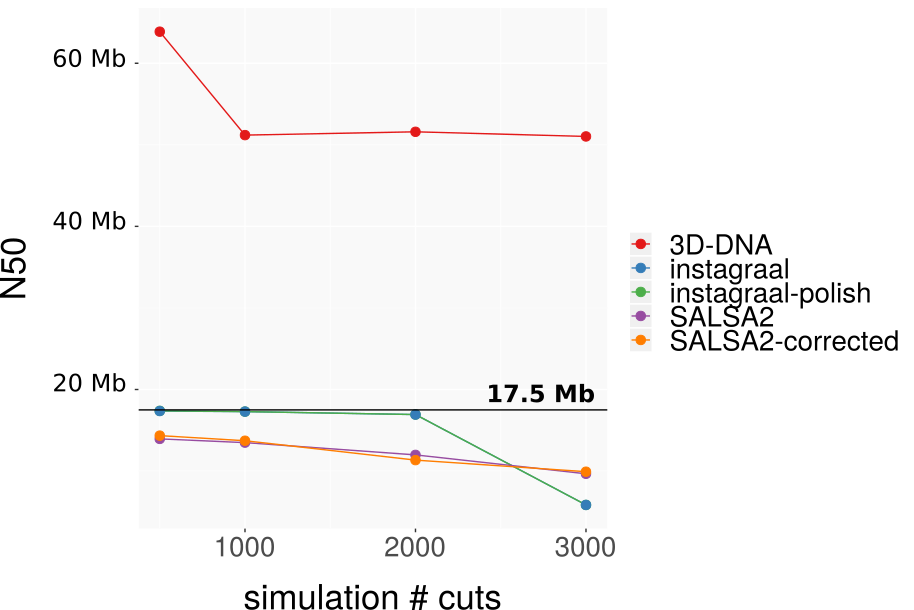 60 Mb
40 Mb
20 Mb
N50
17.5 Mb
1000 2000 3000
simulation # cuts
3D-DNA
instagraal
instagraal-polish
SALSA2
SALSA2-corrected